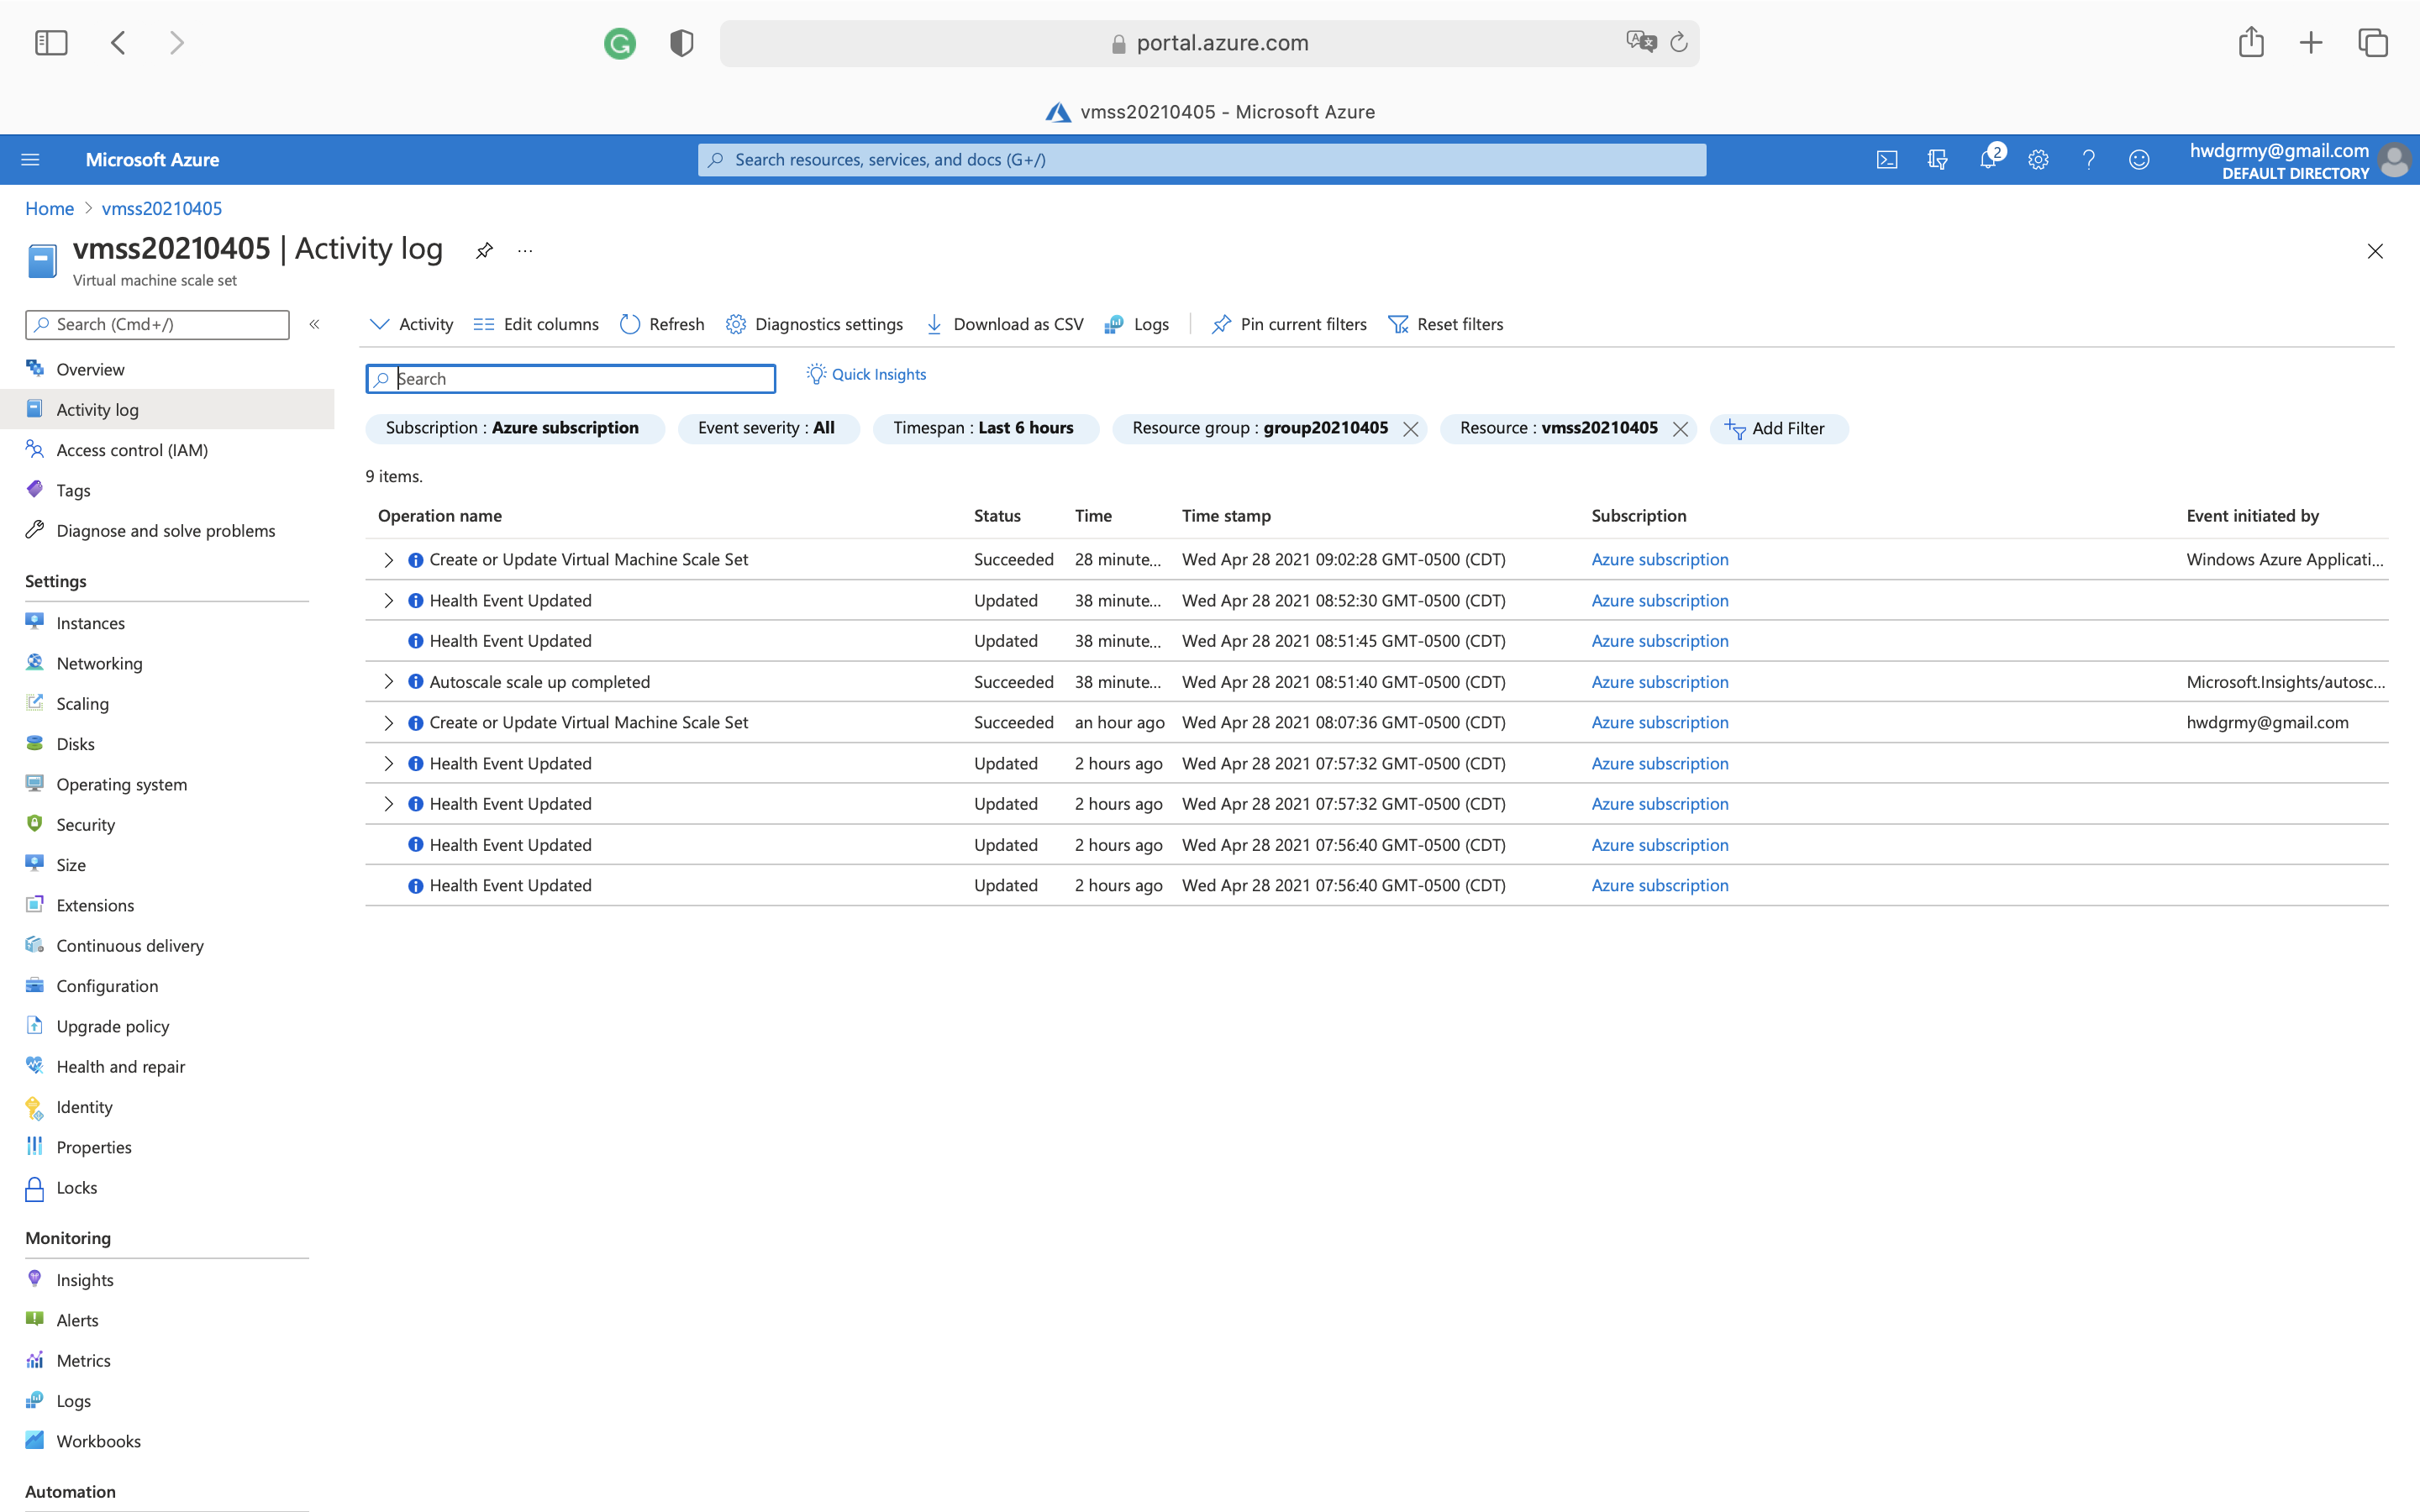 portal.azure.com
vmss20210405 - Microsoft Azure
Microsoft Azure
Search resources, services, and docs (G+/)
2
hwdgrmy@gmail.com
DEFAULT DIRECTORY
Home > vmss20210405
vmss20210405 | Activity log ...
Virtual machine scale set
Search (Cmd+/)
«
Overview
Activity log
Access control (IAM)
Tags
Diagnose and solve problems
Settings
Instances
Networking
Scaling
Disks
Operating system
Security
Size
Extensions
Continuous delivery
Configuration
Upgrade policy
Health and repair
Identity
Properties
Locks
Monitoring
Insights
Alerts
Metrics
Logs
Workbooks
Automation
Activity Edit columns Refresh Diagnostics settings Download as CSV Logs Pin current filters Reset filters
Search Quick Insights
Subscription : Azure subscription Event severity : All Timespan : Last 6 hours Resource group : group20210405 Resource : vmss20210405 Add Filter
9 items.
Operation name Status Time Time stamp Subscription Event initiated by
Create or Update Virtual Machine Scale Set Succeeded 28 minute... Wed Apr 28 2021 09:02:28 GMT-0500 (CDT) Azure subscription Windows Azure Applicati...
Health Event Updated Updated 38 minute... Wed Apr 28 2021 08:52:30 GMT-0500 (CDT) Azure subscription
Health Event Updated Updated 38 minute... Wed Apr 28 2021 08:51:45 GMT-0500 (CDT) Azure subscription
Autoscale scale up completed Succeeded 38 minute... Wed Apr 28 2021 08:51:40 GMT-0500 (CDT) Azure subscription Microsoft.Insights/autosc...
Create or Update Virtual Machine Scale Set Succeeded an hour ago Wed Apr 28 2021 08:07:36 GMT-0500 (CDT) Azure subscription hwdgrmy@gmail.com
Health Event Updated Updated 2 hours ago Wed Apr 28 2021 07:57:32 GMT-0500 (CDT) Azure subscription
Health Event Updated Updated 2 hours ago Wed Apr 28 2021 07:57:32 GMT-0500 (CDT) Azure subscription
Health Event Updated Updated 2 hours ago Wed Apr 28 2021 07:56:40 GMT-0500 (CDT) Azure subscription
Health Event Updated Updated 2 hours ago Wed Apr 28 2021 07:56:40 GMT-0500 (CDT) Azure subscription